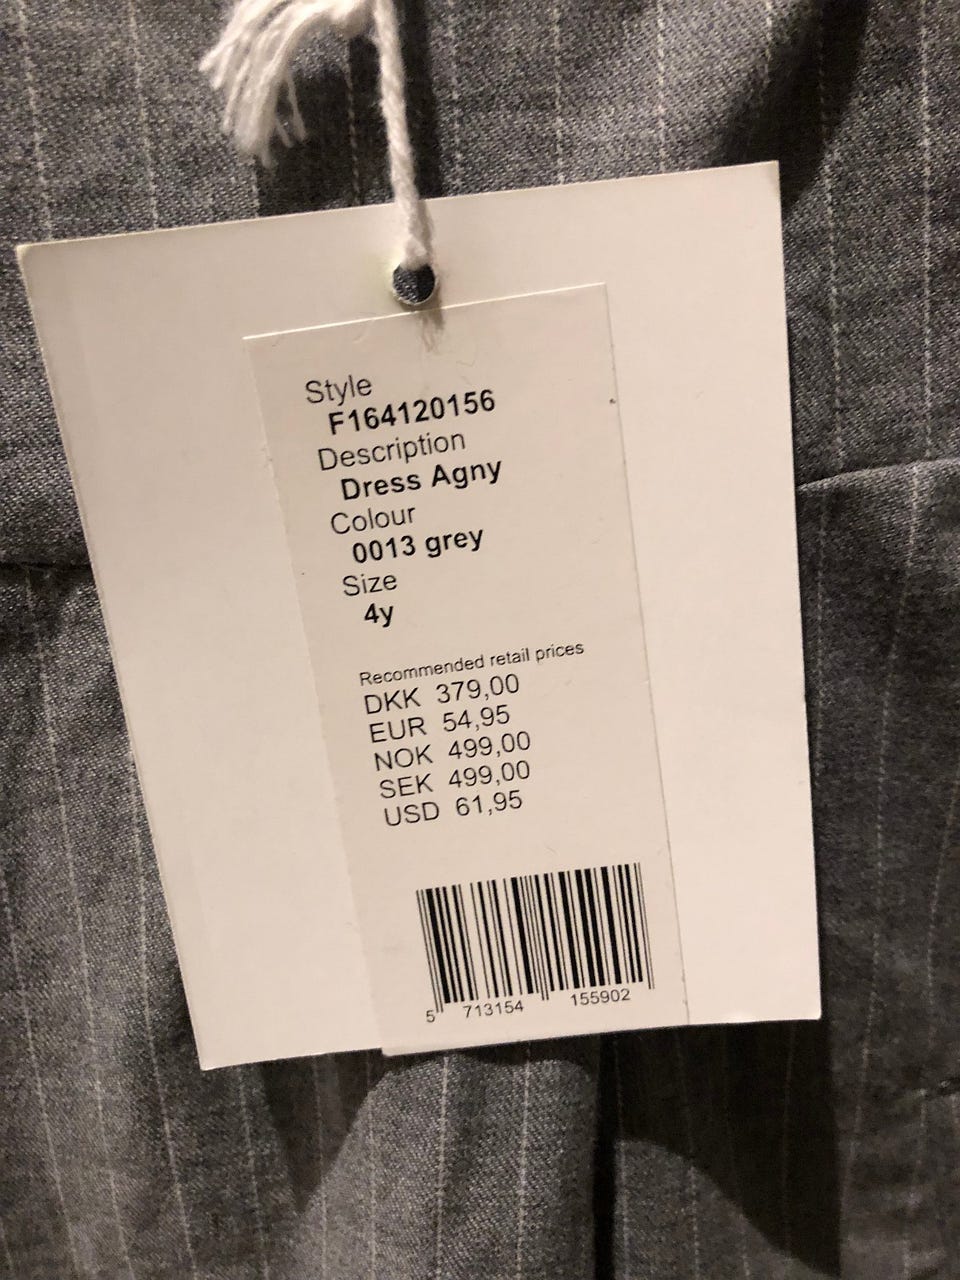 Style
F164120156
Description
Dress Agny
Colour
0013 grey
Size
4y
Recommended retail prices
DKK 379,00
EUR 54,95
NOK 499,00
SEK 499,00
USD 61,95
5 713154 155902